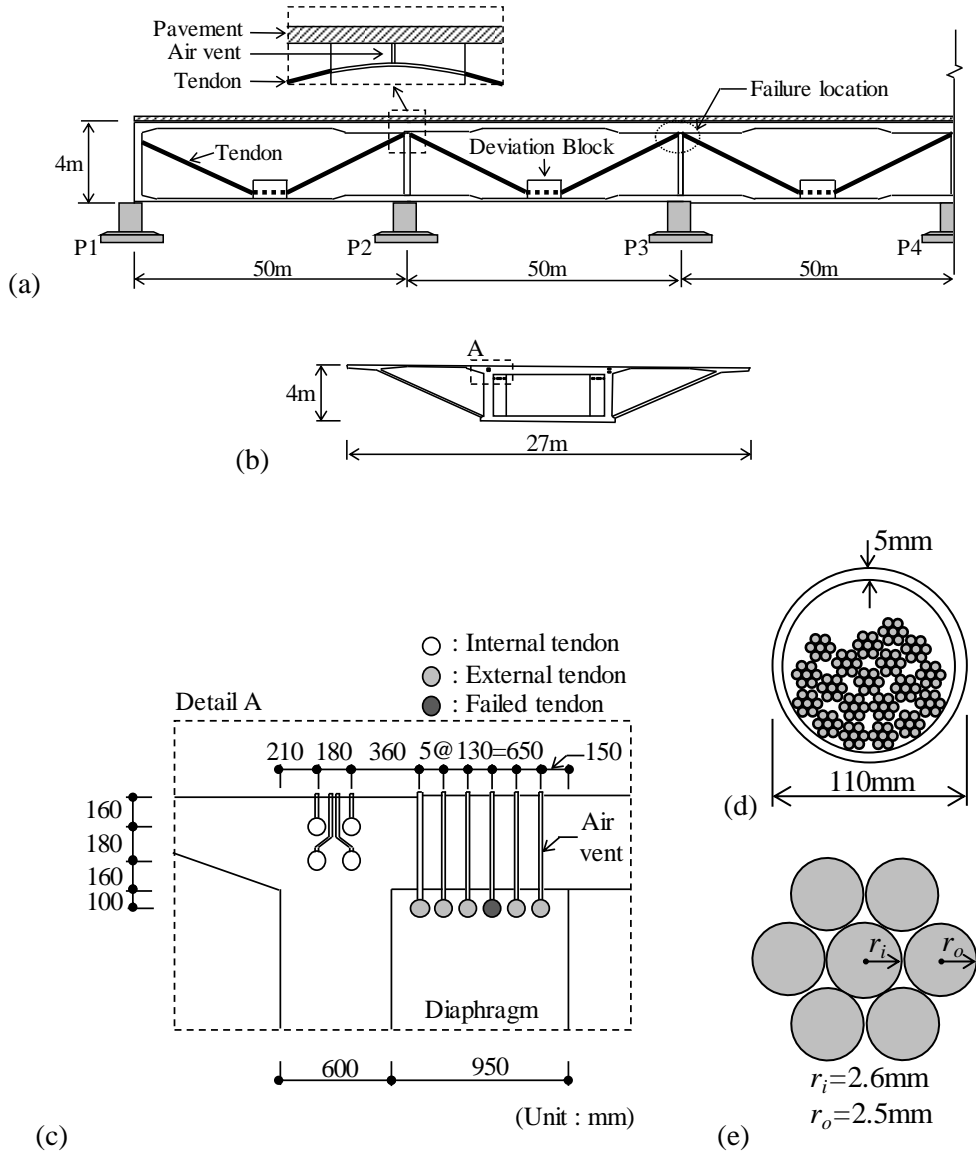 Pavement
Air vent
Tendon
Failure location
4m
Tendon
Deviation Block
P1
P2
P3
P4
50m
50m
50m
(a)
A
4m
27m
(b)
: Internal tendon
: External tendon
: Failed tendon
Detail A
210 180 360 5@130=650 150
160
180
160
100
Air vent
Diaphragm
600
950
(Unit : mm)
(c)
5mm
110mm
(d)
ri
ro
ri=2.6mm
ro=2.5mm
(e)